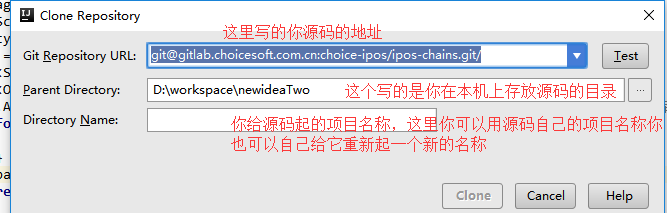 Clone Repository
这里写的你源码的地址
Git Repository URL:
git@gitlab.choicesoft.com.cn:choice-ipos/ipos-chains.git/
Test
Parent Directory:
D:\workspace\newideaTwo
这个写的是你在本机上存放源码的目录
...
Directory Name:
你给源码起的项目名称，这里你可以用源码自己的项目名称你
也可以自己给它重新起一个新的名称
Clone
Cancel
Help